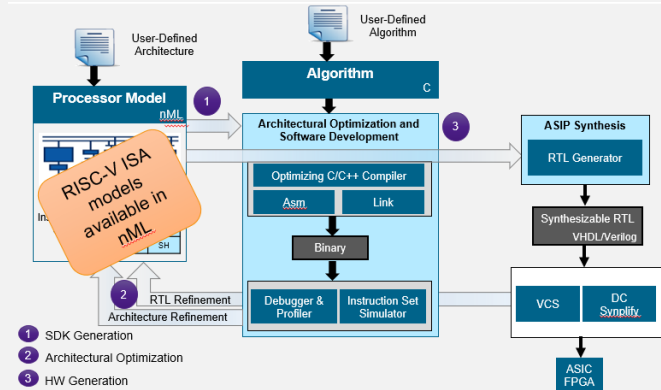 User-Defined
Architecture
User-Defined
Algorithm
Processor Model
nML
1
Algorithm
C
Architectural Optimization and
Software Development
3
ASIP Synthesis
RTL Generator
RISC-V ISA
models
available in
nML
SH
Optimizing C/C++ Compiler
Asm
Link
Binary
Synthesizable RTL
VHDL/Verilog
2
RTL Refinement
Architecture Refinement
Debugger &
Profiler
Instruction Set
Simulator
VCS
DC
Synplify
ASIC
FPGA
1 SDK Generation
2 Architectural Optimization
3 HW Generation